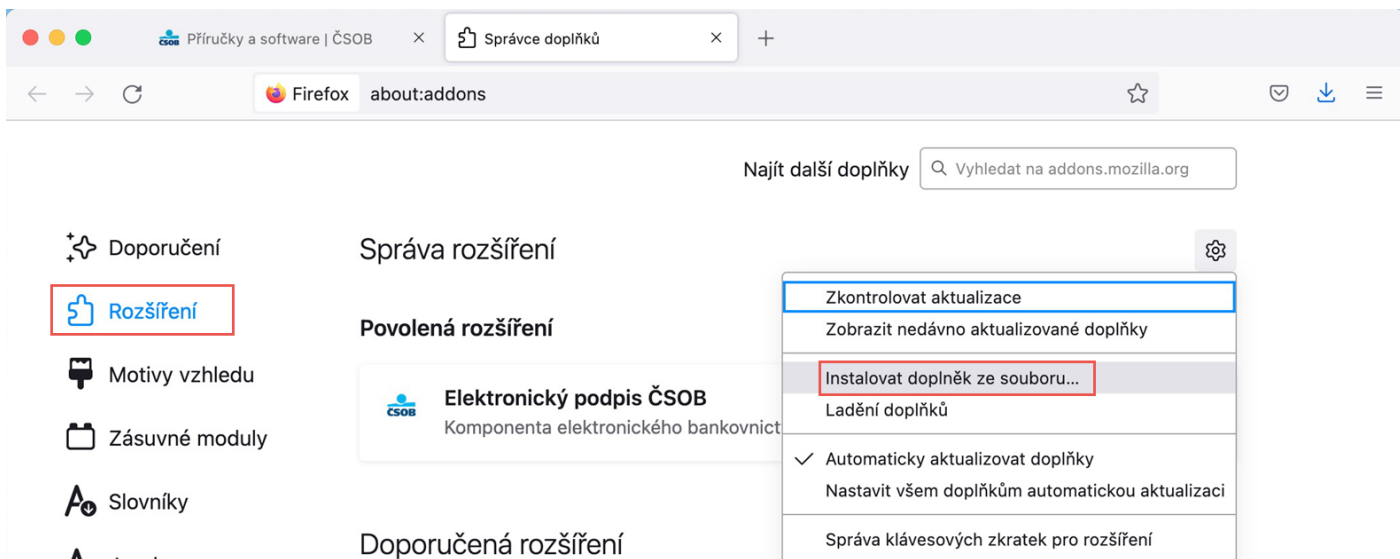 ČSOB Příručky a software | ČSOB
Správce doplňků
Firefox about:addons
Najít další doplňky Vyhledat na addons.mozilla.org
Doporučení
Správa rozšíření
Zkontrolovat aktualizace
Rozšíření
Povolená rozšíření
Zobrazit nedávno aktualizované doplňky
Motivy vzhledu
Instalovat doplněk ze souboru...
ČSOB
Elektronický podpis ČSOB
Ladění doplňků
Komponenta elektronického bankovnict
Zásuvné moduly
Automaticky aktualizovat doplňky
Nastavit všem doplňkům automatickou aktualizaci
Slovníky
Doporučená rozšíření
Správa klávesových zkratek pro rozšíření